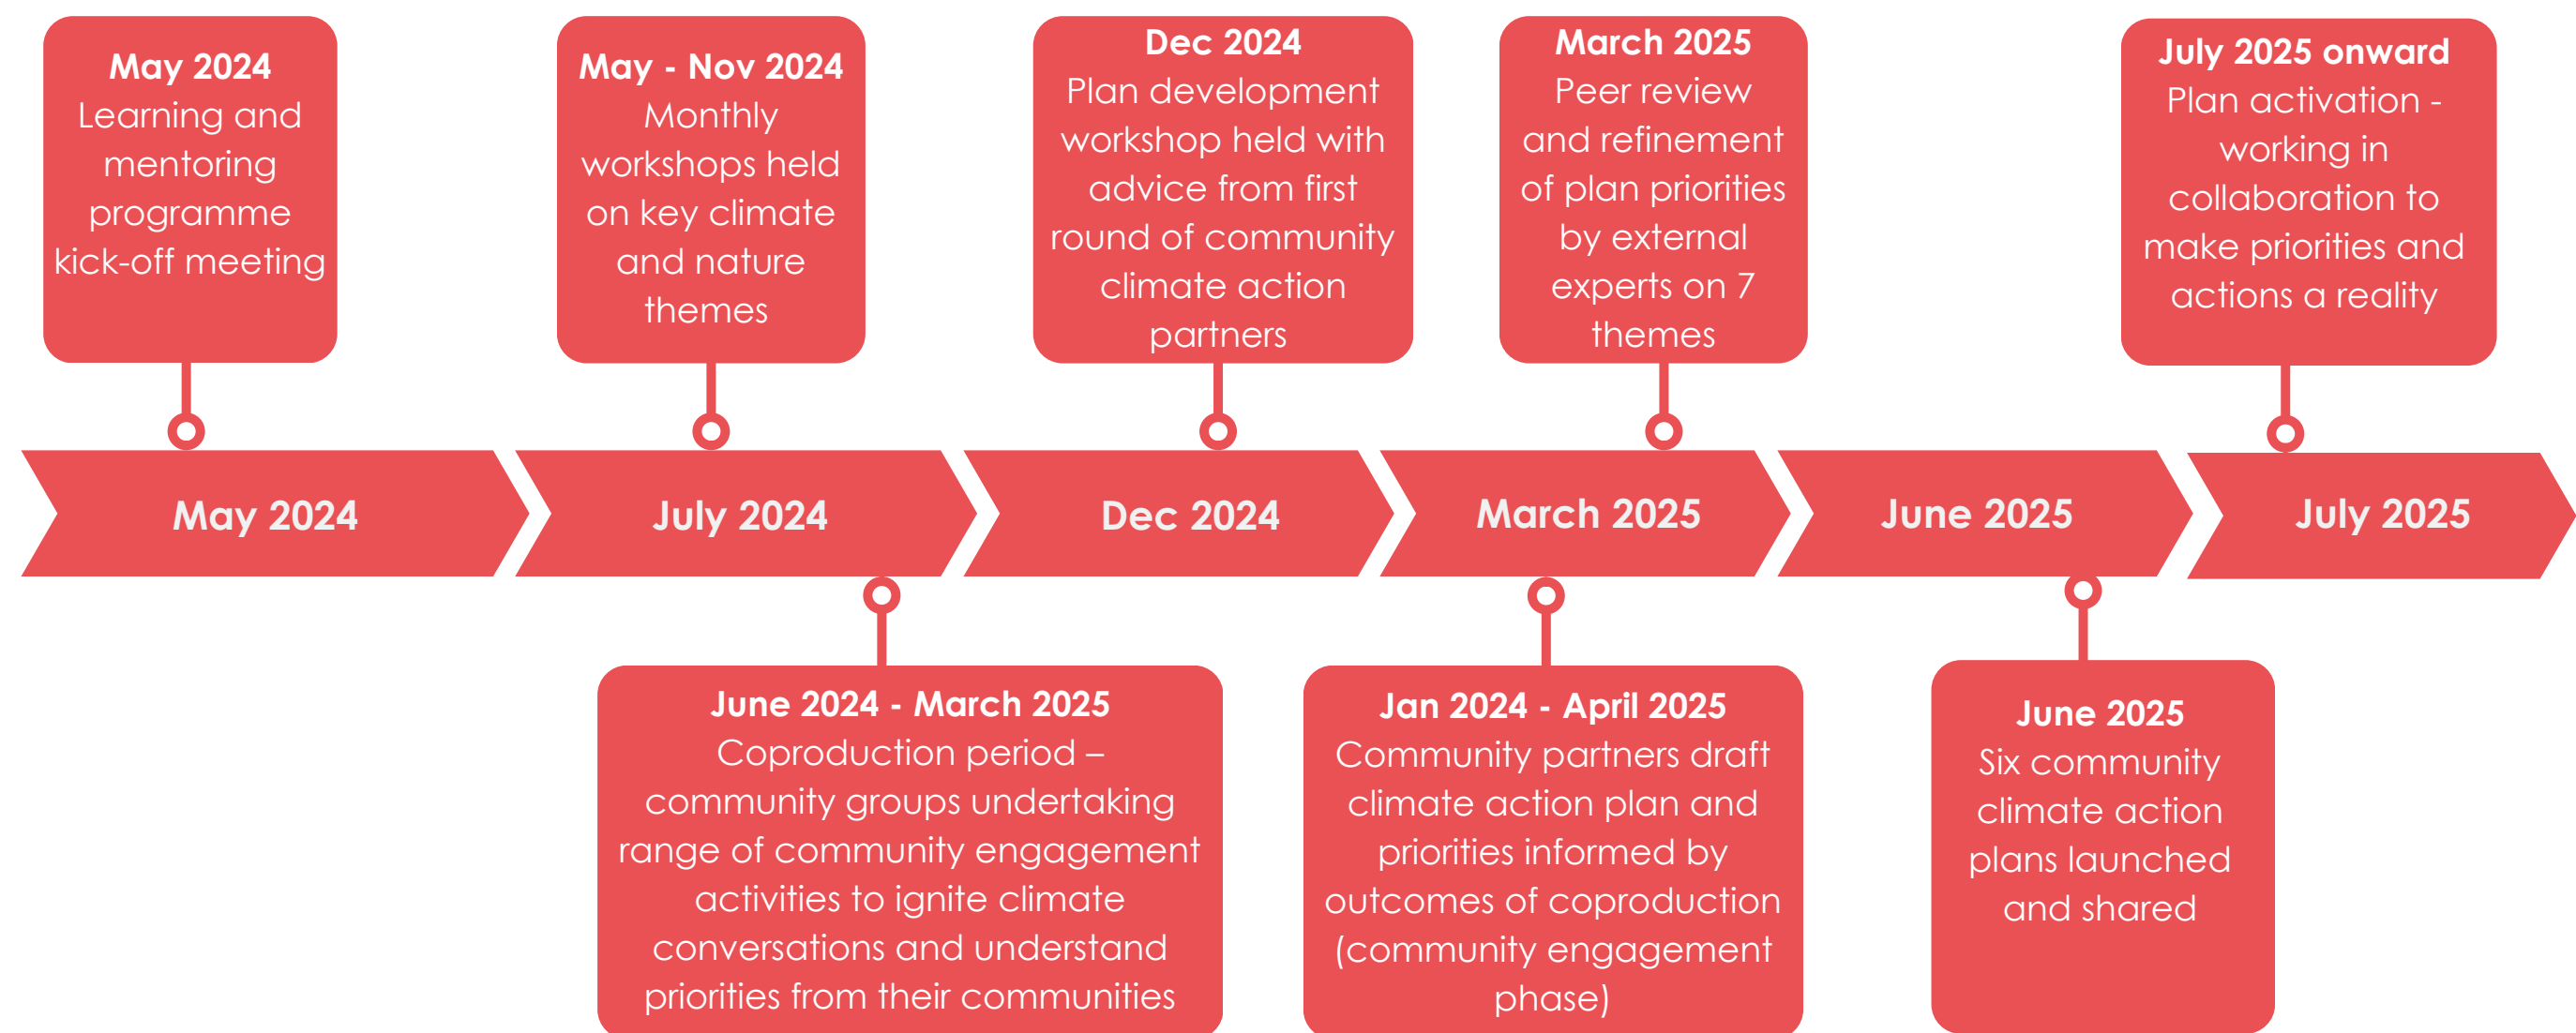 May 2024
Learning and
mentoring
programme
kick-off meeting
May - Nov 2024
Monthly
workshops held
on key climate
and nature
themes
Dec 2024
Plan development
workshop held with
advice from first
round of community
climate action
partners
March 2025
Peer review
and refinement
of plan priorities
by external
experts on 7
themes
July 2025 onward
Plan activation -
working in
collaboration to
make priorities and
actions a reality
May 2024
July 2024
Dec 2024
March 2025
June 2025
July 2025
June 2024 - March 2025
Coproduction period –
community groups undertaking
range of community engagement
activities to ignite climate
conversations and understand
priorities from their communities
Jan 2024 - April 2025
Community partners draft
climate action plan and
priorities informed by
outcomes of coproduction
(community engagement
phase)
June 2025
Six community
climate action
plans launched
and shared